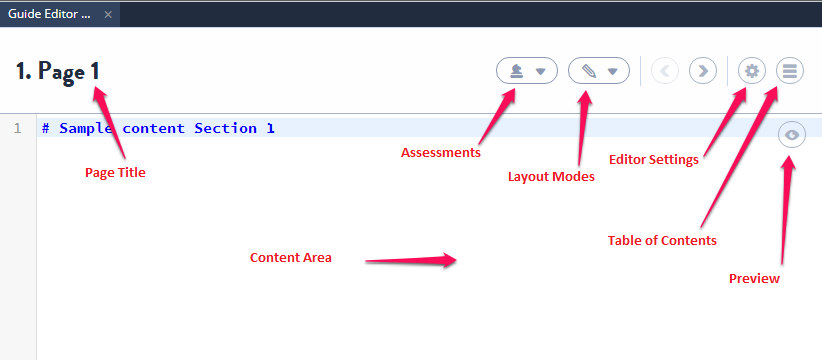 Guide Editor ... ×
1. Page 1
1 # Sample content Section 1
Assessments
Page Title
Layout Modes
Editor Settings
Table of Contents
Content Area
Preview